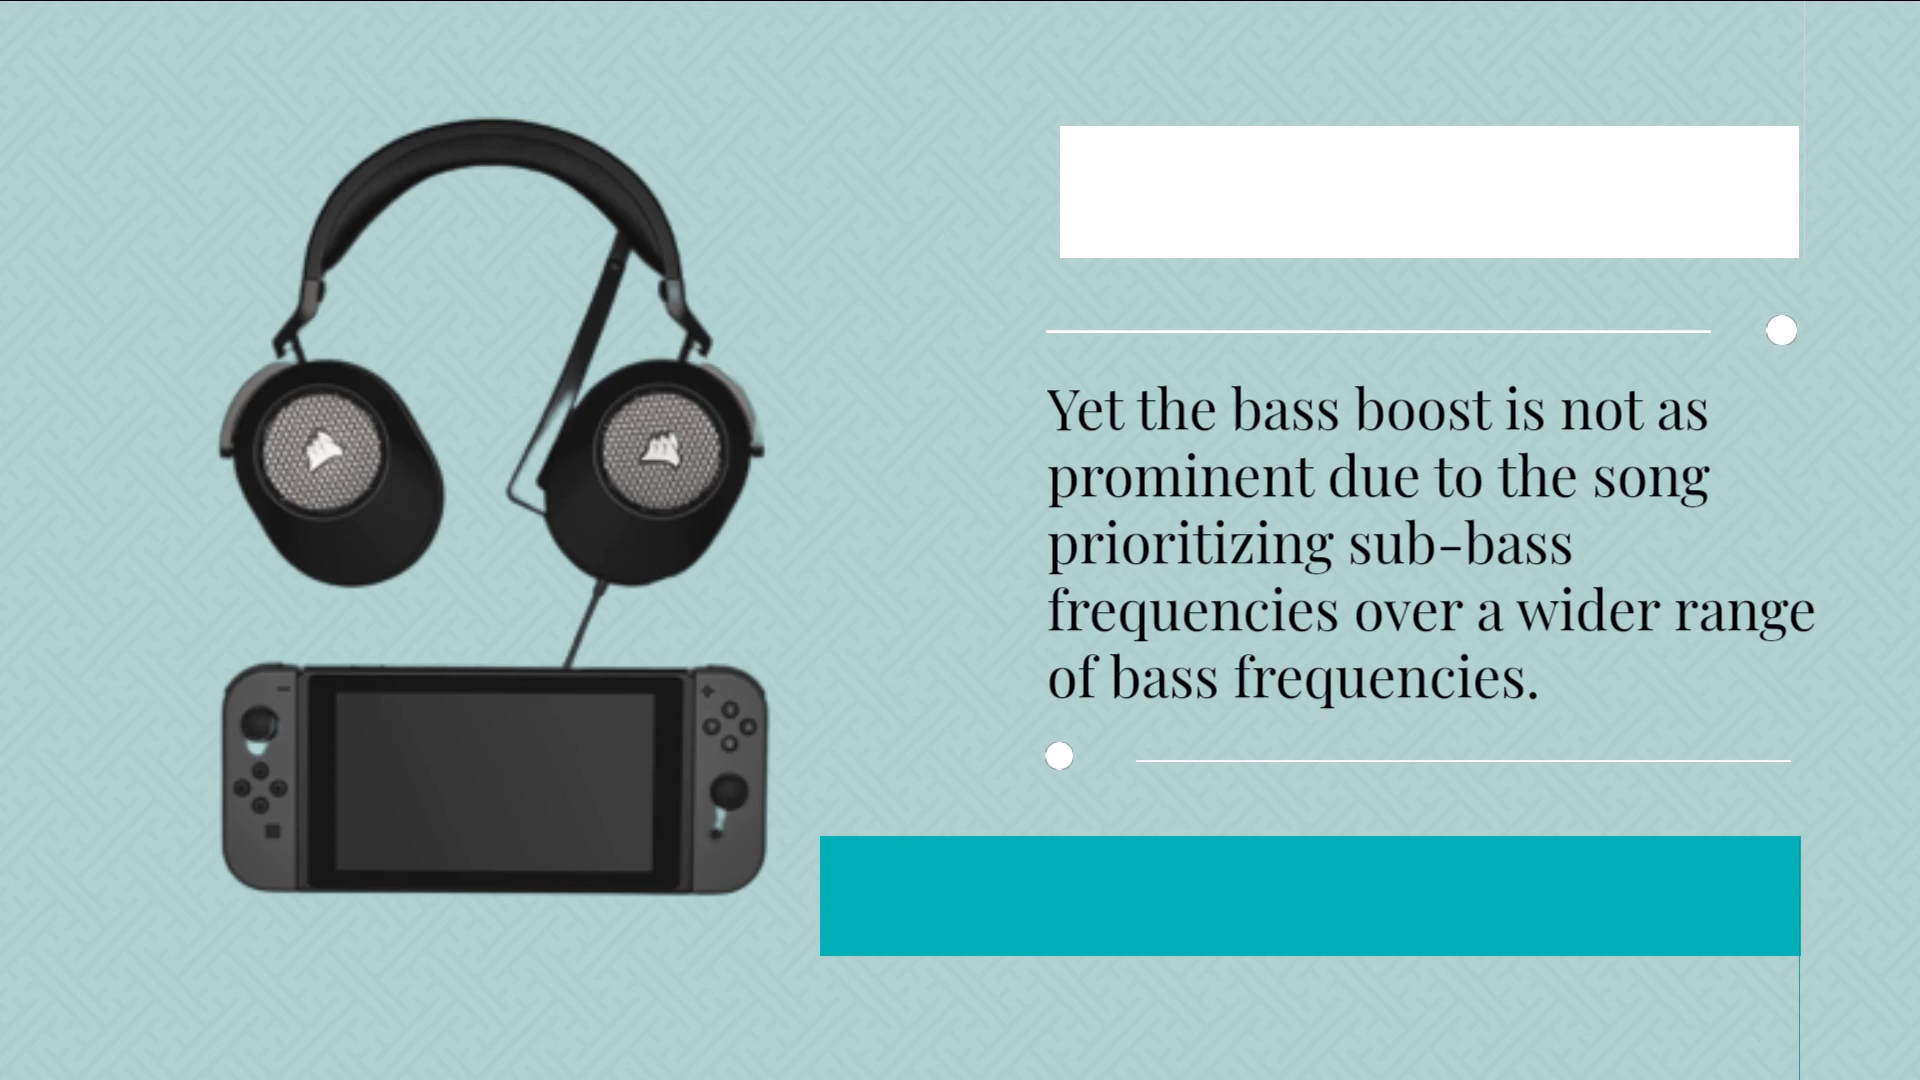 Yet the bass boost is not as
prominent due to the song
prioritizing sub-bass
frequencies over a wider range
of bass frequencies.